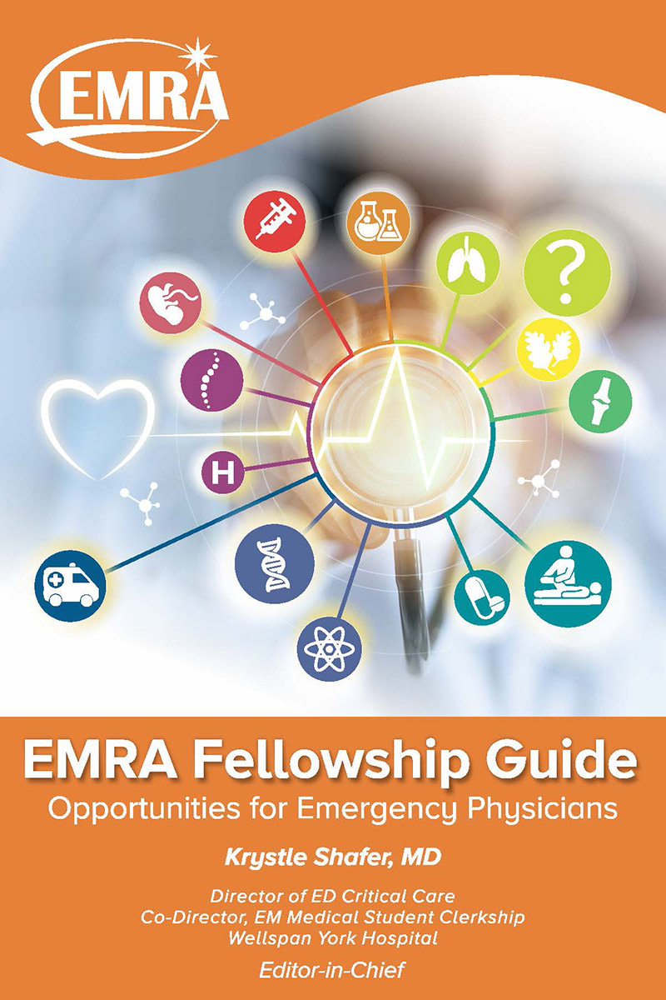 EMRA
?
H
EMRA Fellowship Guide
Opportunities for Emergency Physicians
Krystle Shafer, MD
Director of ED Critical Care
Co-Director, EM Medical Student Clerkship
Wellspan York Hospital
Editor-in-Chief